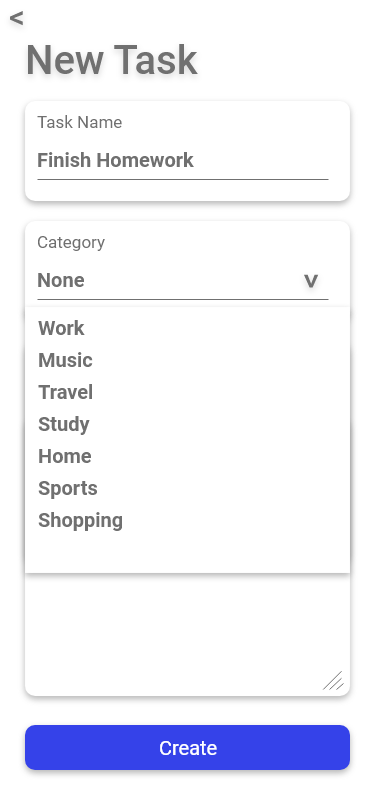 <
New Task
Task Name
Finish Homework
Category
None V
Work
Music
Travel
Study
Home
Sports
Shopping
Create